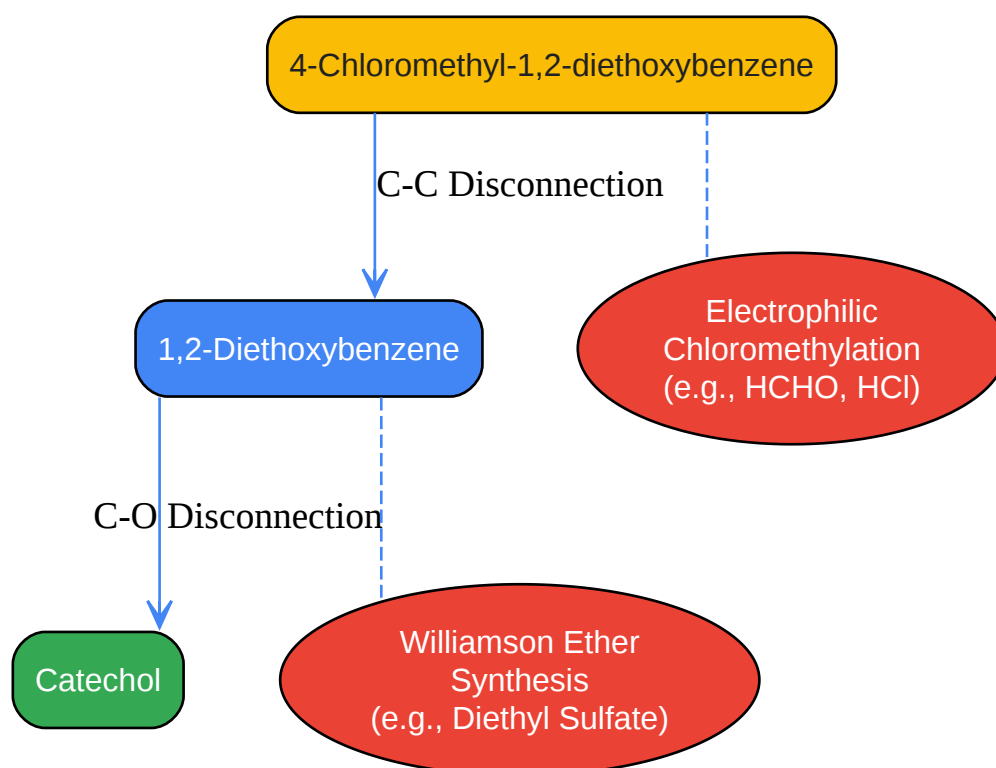 4-Chloromethyl-1,2-diethoxybenzene
C-C Disconnection
Electrophilic
Chloromethylation
(e.g., HCHO, HCl)
1,2-Diethoxybenzene
C-O Disconnection
Williamson Ether
Synthesis
(e.g., Diethyl Sulfate)
Catechol